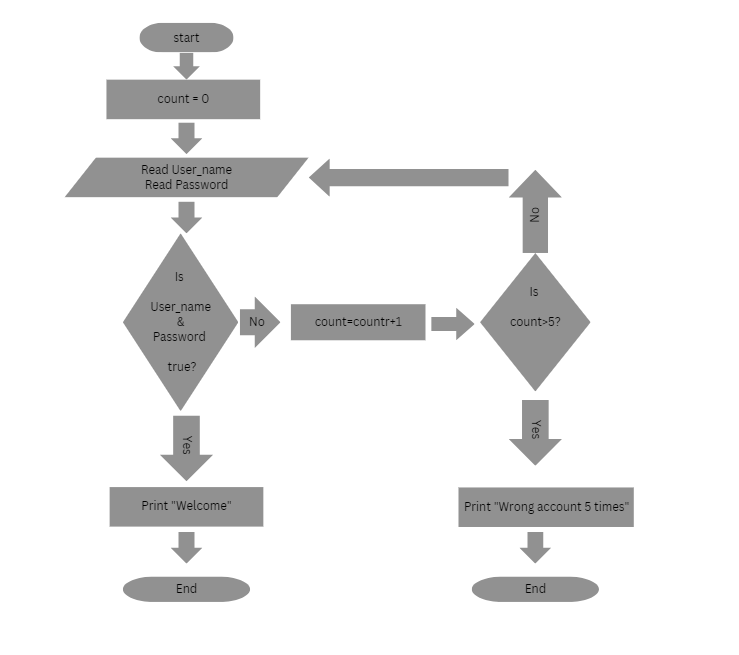 start
count = 0
Read User_name
Read Password
Is
User_name
&
Password
true?
No
count=countr+1
Is
count>5?
No
Yes
Yes
Print "Welcome"
Print "Wrong account 5 times"
End
End